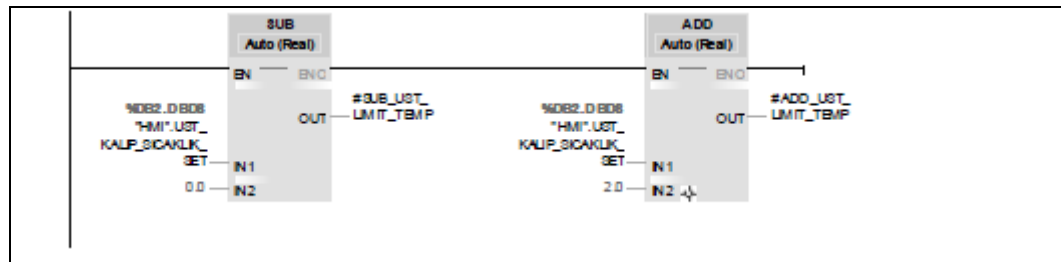 SUB
Auto (Real)
EN ENO
%DB2.DBD8
"HMI".UST_
KALIP_SICAKLIK_
SET
IN1
0.0
IN2
OUT
#SUB_UST_
LIMIT_TEMP
ADD
Auto (Real)
EN ENO
%DB2.DBD8
"HMI".UST_
KALIP_SICAKLIK_
SET
IN1
2.0
IN2
OUT
#ADD_UST_
LIMIT_TEMP